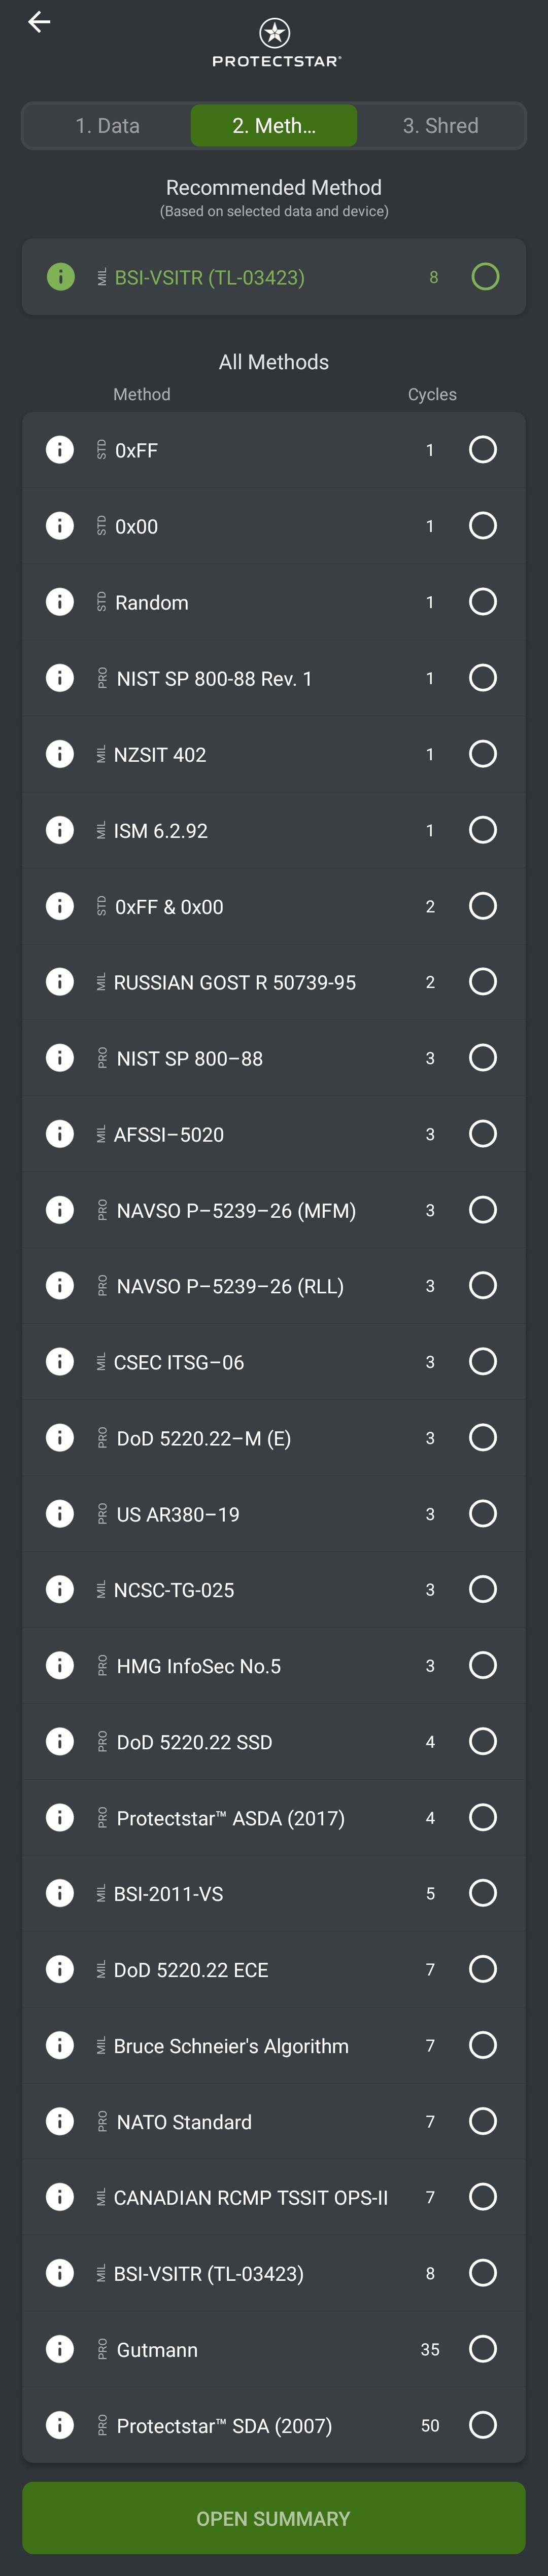 PROTECTSTAR®
1. Data 2. Meth... 3. Shred
Recommended Method
(Based on selected data and device)
MIL BSI-VSITR (TL-03423) 8
All Methods
Method Cycles
STD 0xFF 1
STD 0x00 1
STD Random 1
PRO NIST SP 800-88 Rev. 1 1
MIL NZSIT 402 1
MIL ISM 6.2.92 1
STD 0xFF & 0x00 2
MIL RUSSIAN GOST R 50739-95 2
PRO NIST SP 800–88 3
MIL AFSSI–5020 3
PRO NAVSO P–5239–26 (MFM) 3
PRO NAVSO P–5239–26 (RLL) 3
MIL CSEC ITSG–06 3
PRO DoD 5220.22–M (E) 3
PRO US AR380–19 3
MIL NCSC-TG-025 3
PRO HMG InfoSec No.5 3
PRO DoD 5220.22 SSD 4
PRO Protectstar™ ASDA (2017) 4
MIL BSI-2011-VS 5
MIL DoD 5220.22 ECE 7
MIL Bruce Schneier's Algorithm 7
PRO NATO Standard 7
MIL CANADIAN RCMP TSSIT OPS-II 7
MIL BSI-VSITR (TL-03423) 8
PRO Gutmann 35
PRO Protectstar™ SDA (2007) 50
OPEN SUMMARY